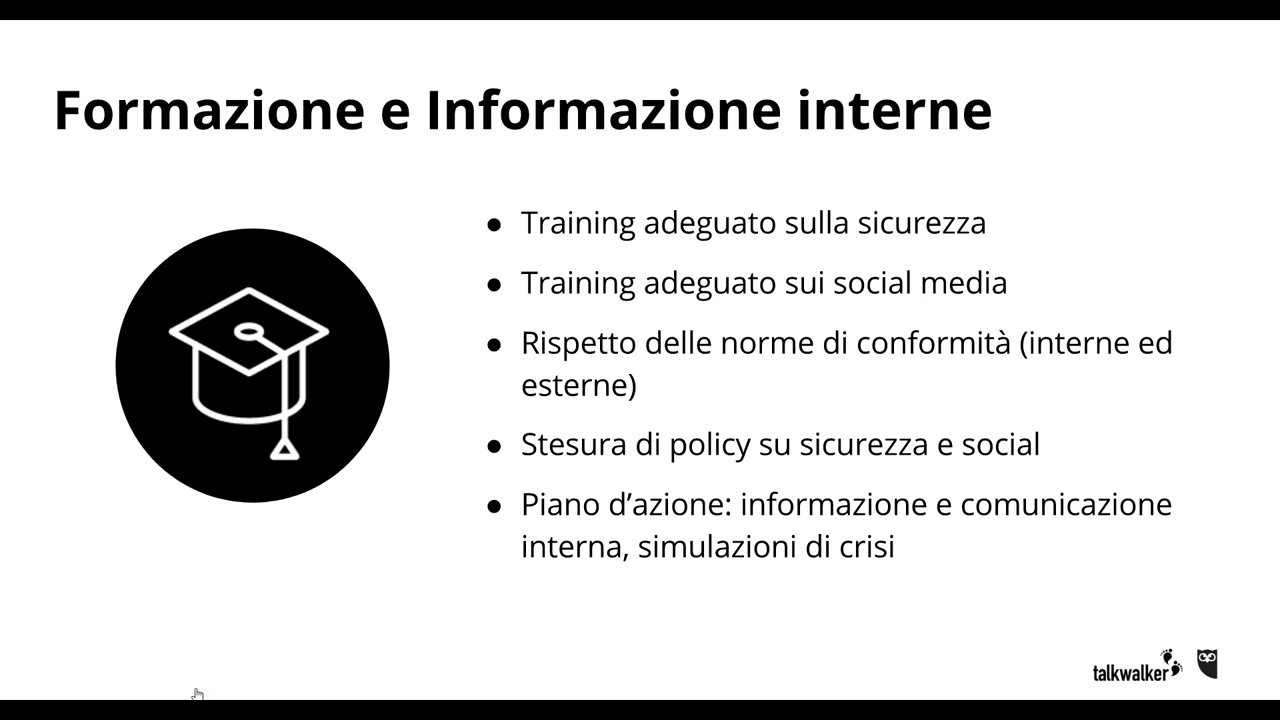 Formazione e Informazione interne
● Training adeguato sulla sicurezza
● Training adeguato sui social media
● Rispetto delle norme di conformità (interne ed
esterne)
● Stesura di policy su sicurezza e social
● Piano d’azione: informazione e comunicazione
interna, simulazioni di crisi
talkwalker